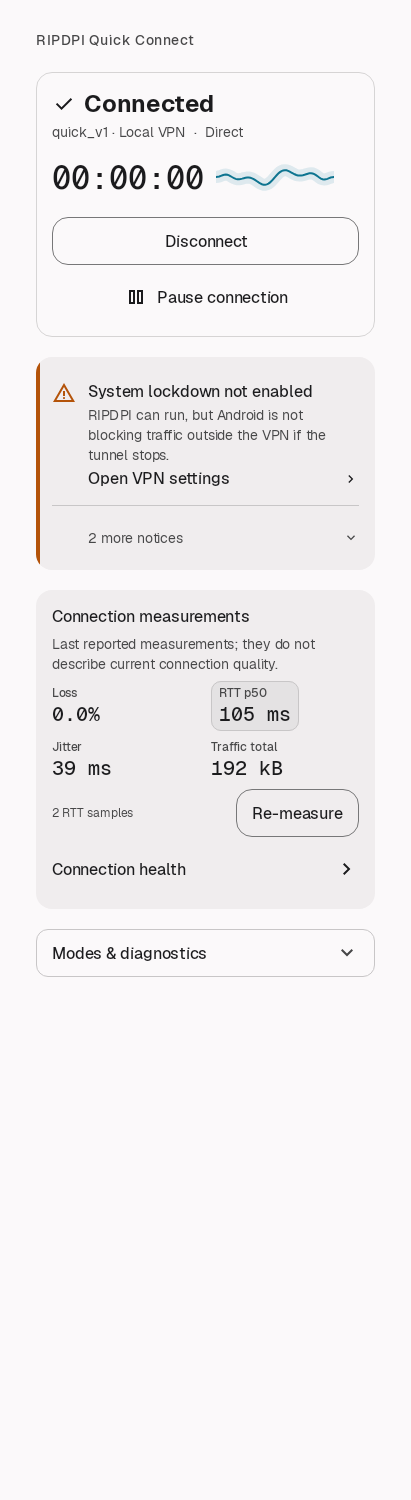 RIPDPI Quick Connect
Connected
quick_v1 · Local VPN · Direct
00:00:00
Disconnect
Pause connection
System lockdown not enabled
RIPDPI can run, but Android is not
blocking traffic outside the VPN if the
tunnel stops.
Open VPN settings
2 more notices
Connection measurements
Last reported measurements; they do not
describe current connection quality.
Loss
0.0%
RTT p50
105 ms
Jitter
39 ms
Traffic total
192 kB
2 RTT samples
Re-measure
Connection health
Modes & diagnostics